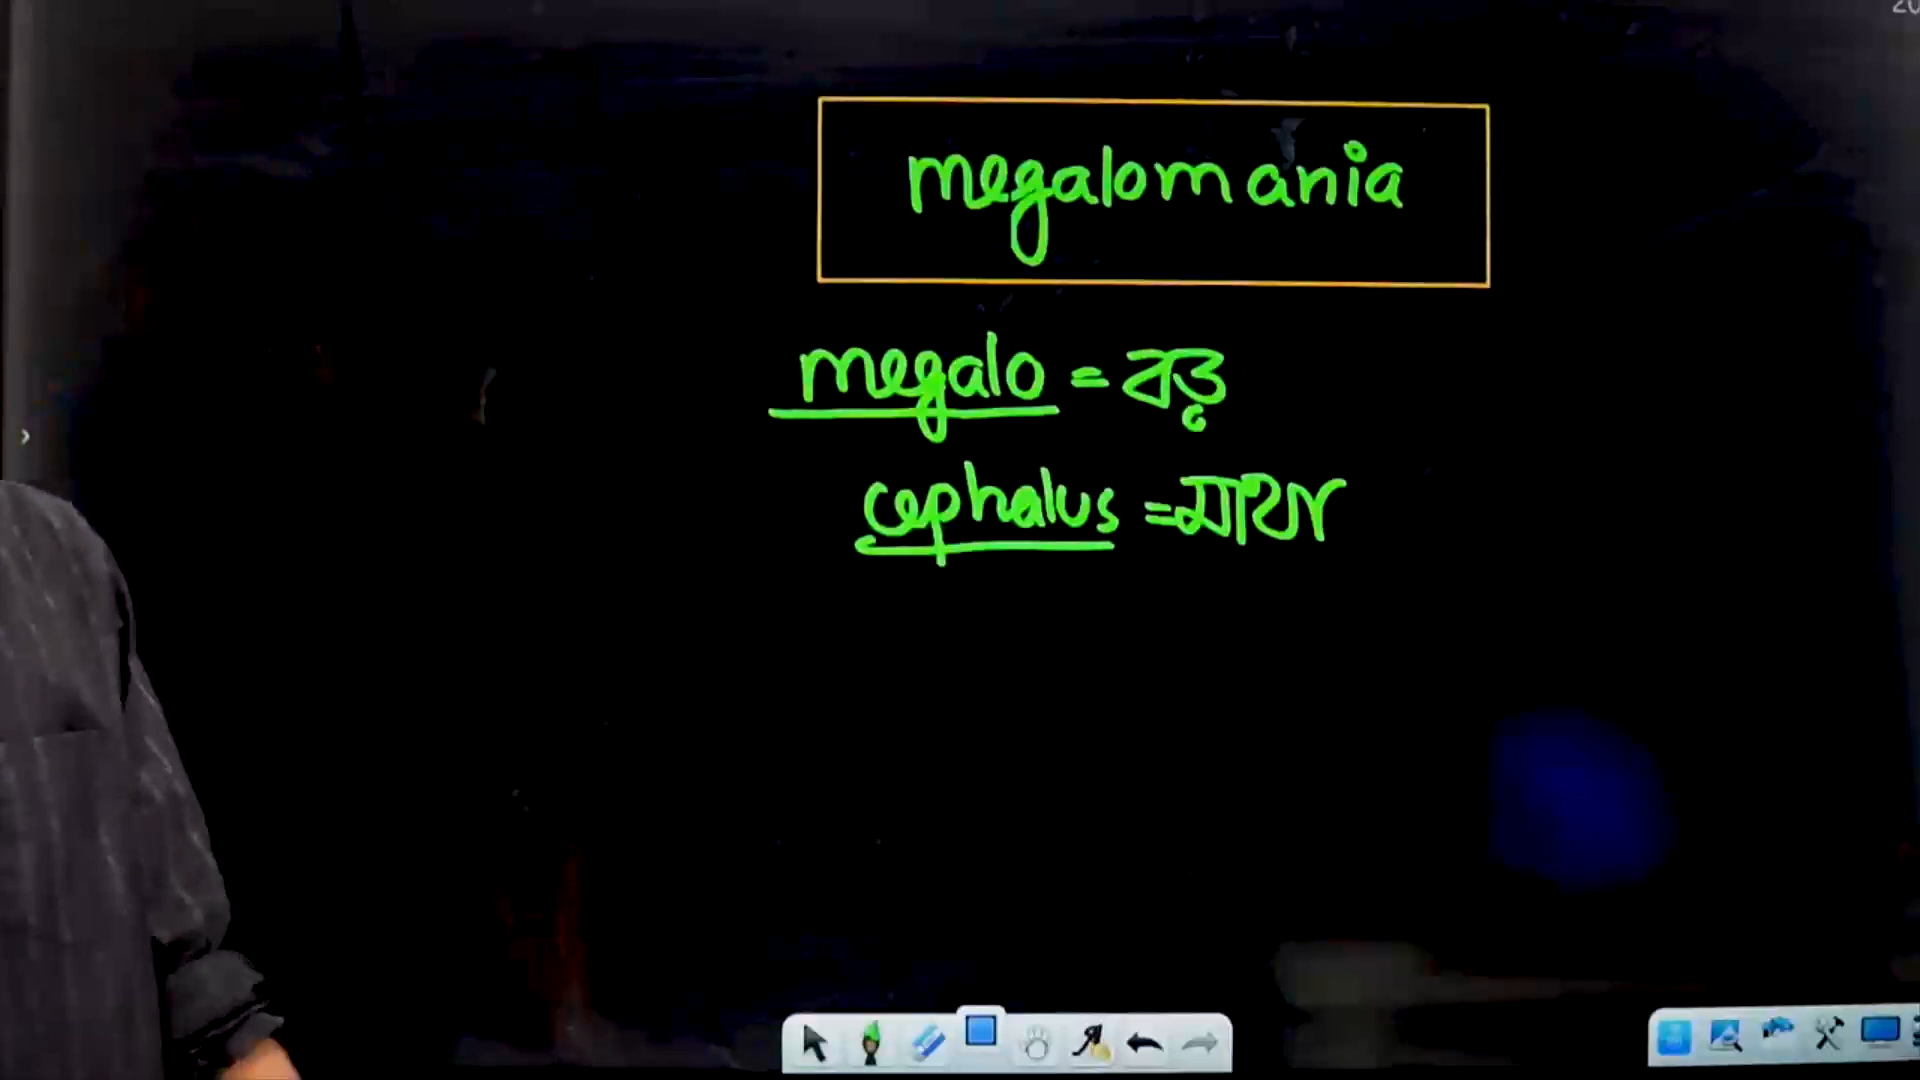 megalomania
megalo = বড়
cephalus = মাথা